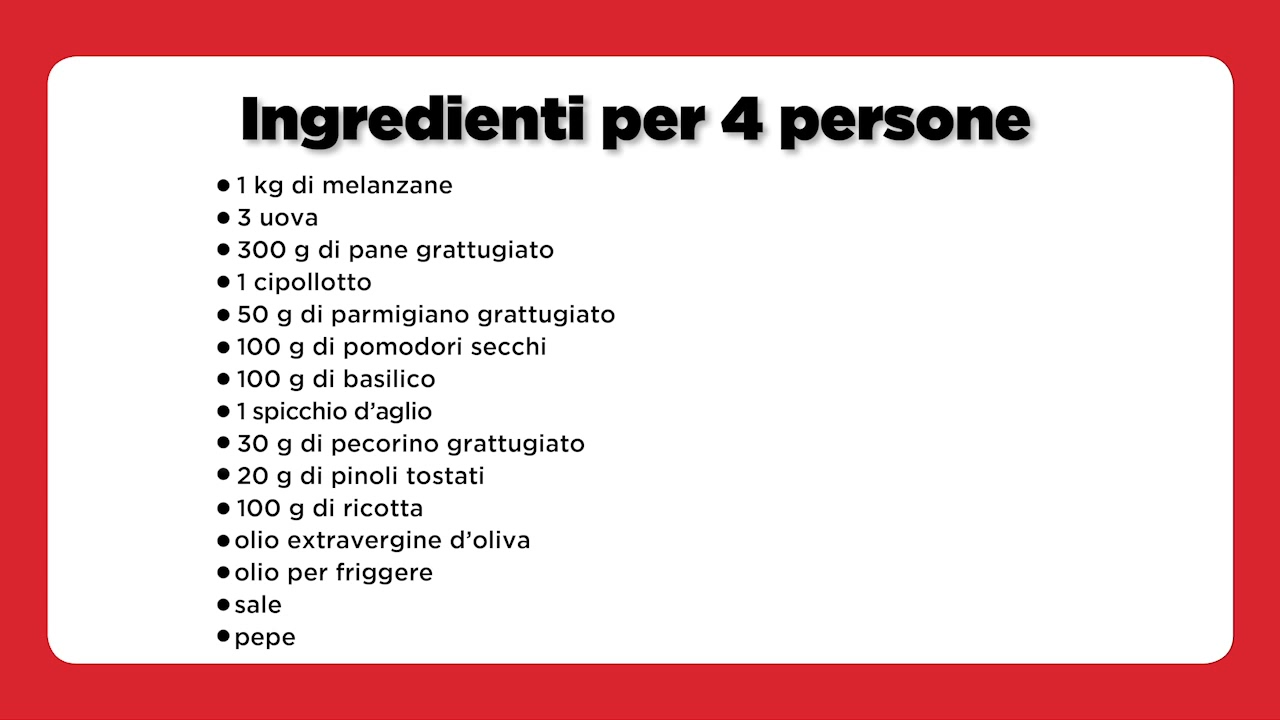 Ingredienti per 4 persone
● 1 kg di melanzane
● 3 uova
● 300 g di pane grattugiato
● 1 cipollotto
● 50 g di parmigiano grattugiato
● 100 g di pomodori secchi
● 100 g di basilico
● 1 spicchio d’aglio
● 30 g di pecorino grattugiato
● 20 g di pinoli tostati
● 100 g di ricotta
● olio extravergine d’oliva
● olio per friggere
● sale
● pepe